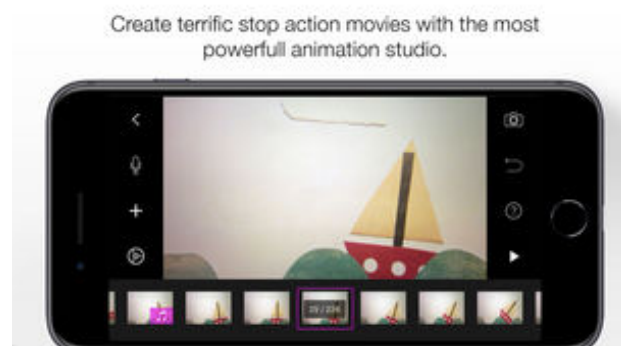 Create terrific stop action movies with the most
powerfull animation studio.